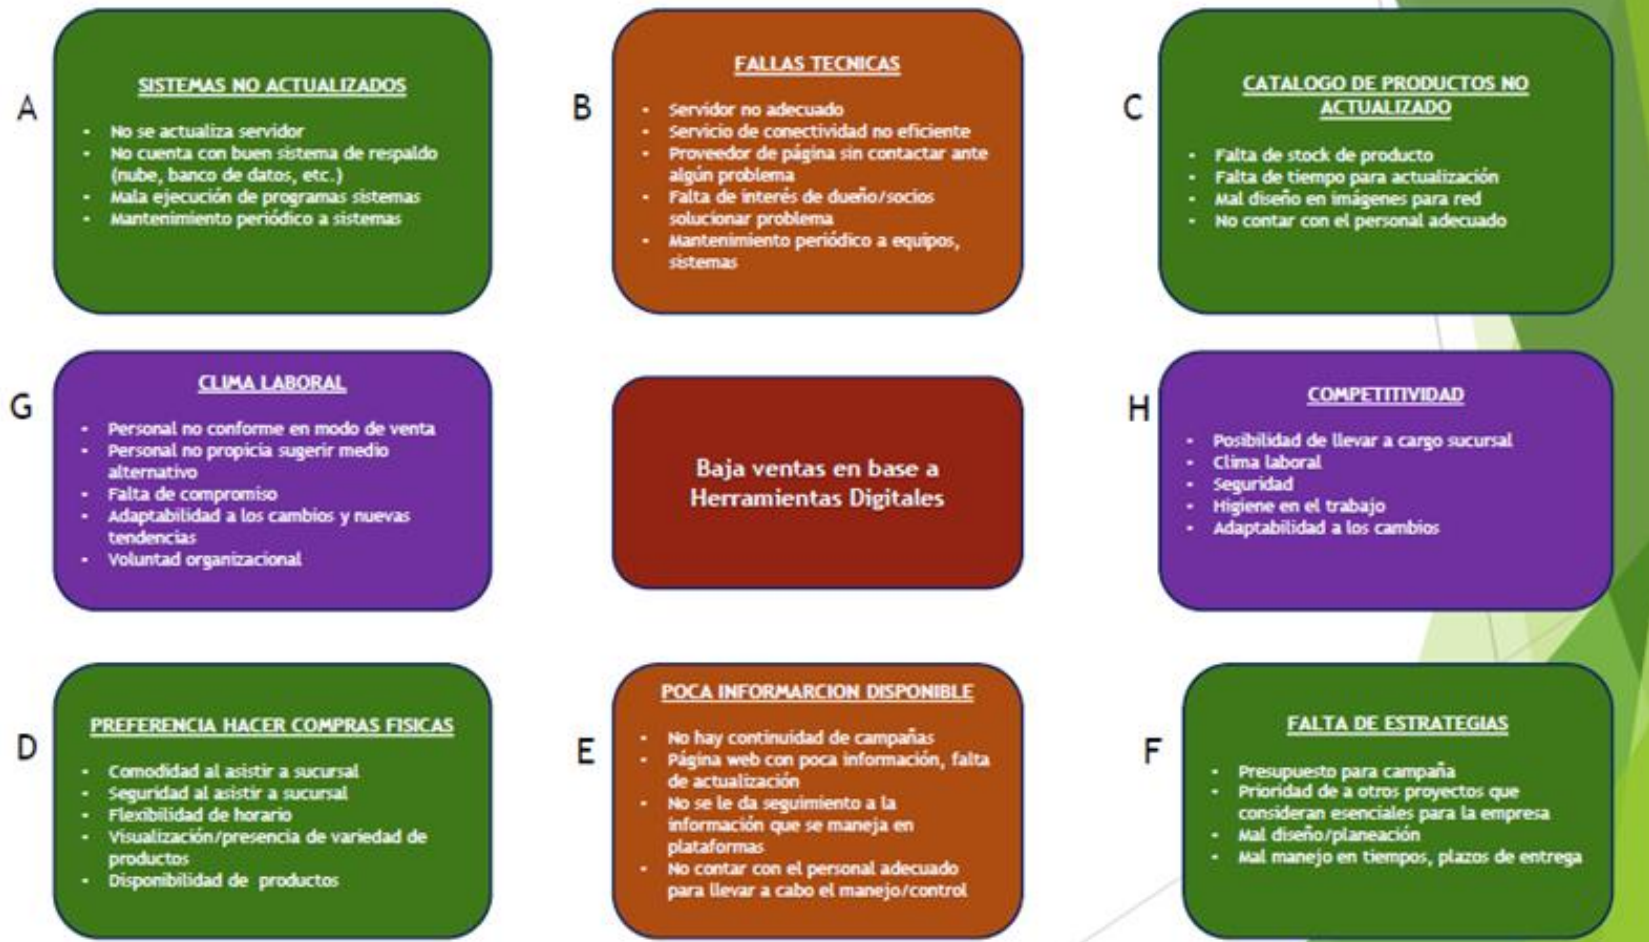 A
SISTEMAS NO ACTUALIZADOS
• No se actualiza servidor
• No cuenta con buen sistema de respaldo
(nube, banco de datos, etc.)
• Mala ejecución de programas sistemas
• Mantenimiento periódico a sistemas
B
FALLAS TECNICAS
• Servidor no adecuado
• Servicio de conectividad no eficiente
• Proveedor de página sin contactar ante
algún problema
• Falta de interés de dueño/socios
solucionar problema
• Mantenimiento periódico a equipos,
sistemas
C
CATALOGO DE PRODUCTOS NO
ACTUALIZADO
• Falta de stock de producto
• Falta de tiempo para actualización
• Mal diseño en imágenes para red
• No contar con el personal adecuado
G
CLIMA LABORAL
• Personal no conforme en modo de venta
• Personal no propicia sugerir medio
alternativo
• Falta de compromiso
• Adaptabilidad a los cambios y nuevas
tendencias
• Voluntad organizacional
Baja ventas en base a
Herramientas Digitales
H
COMPETITIVIDAD
• Posibilidad de llevar a cargo sucursal
• Clima laboral
• Seguridad
• Higiene en el trabajo
• Adaptabilidad a los cambios
D
PREFERENCIA HACER COMPRAS FISICAS
• Comodidad al asistir a sucursal
• Seguridad al asistir a sucursal
• Flexibilidad de horario
• Visualización/presencia de variedad de
productos
• Disponibilidad de productos
E
POCA INFORMARCION DISPONIBLE
• No hay continuidad de campañas
• Página web con poca información, falta
de actualización
• No se le da seguimiento a la
información que se maneja en
plataformas
• No contar con el personal adecuado
para llevar a cabo el manejo/control
F
FALTA DE ESTRATEGIAS
• Presupuesto para campaña
• Prioridad de a otros proyectos que
consideran esenciales para la empresa
• Mal diseño/planeación
• Mal manejo en tiempos, plazos de entrega